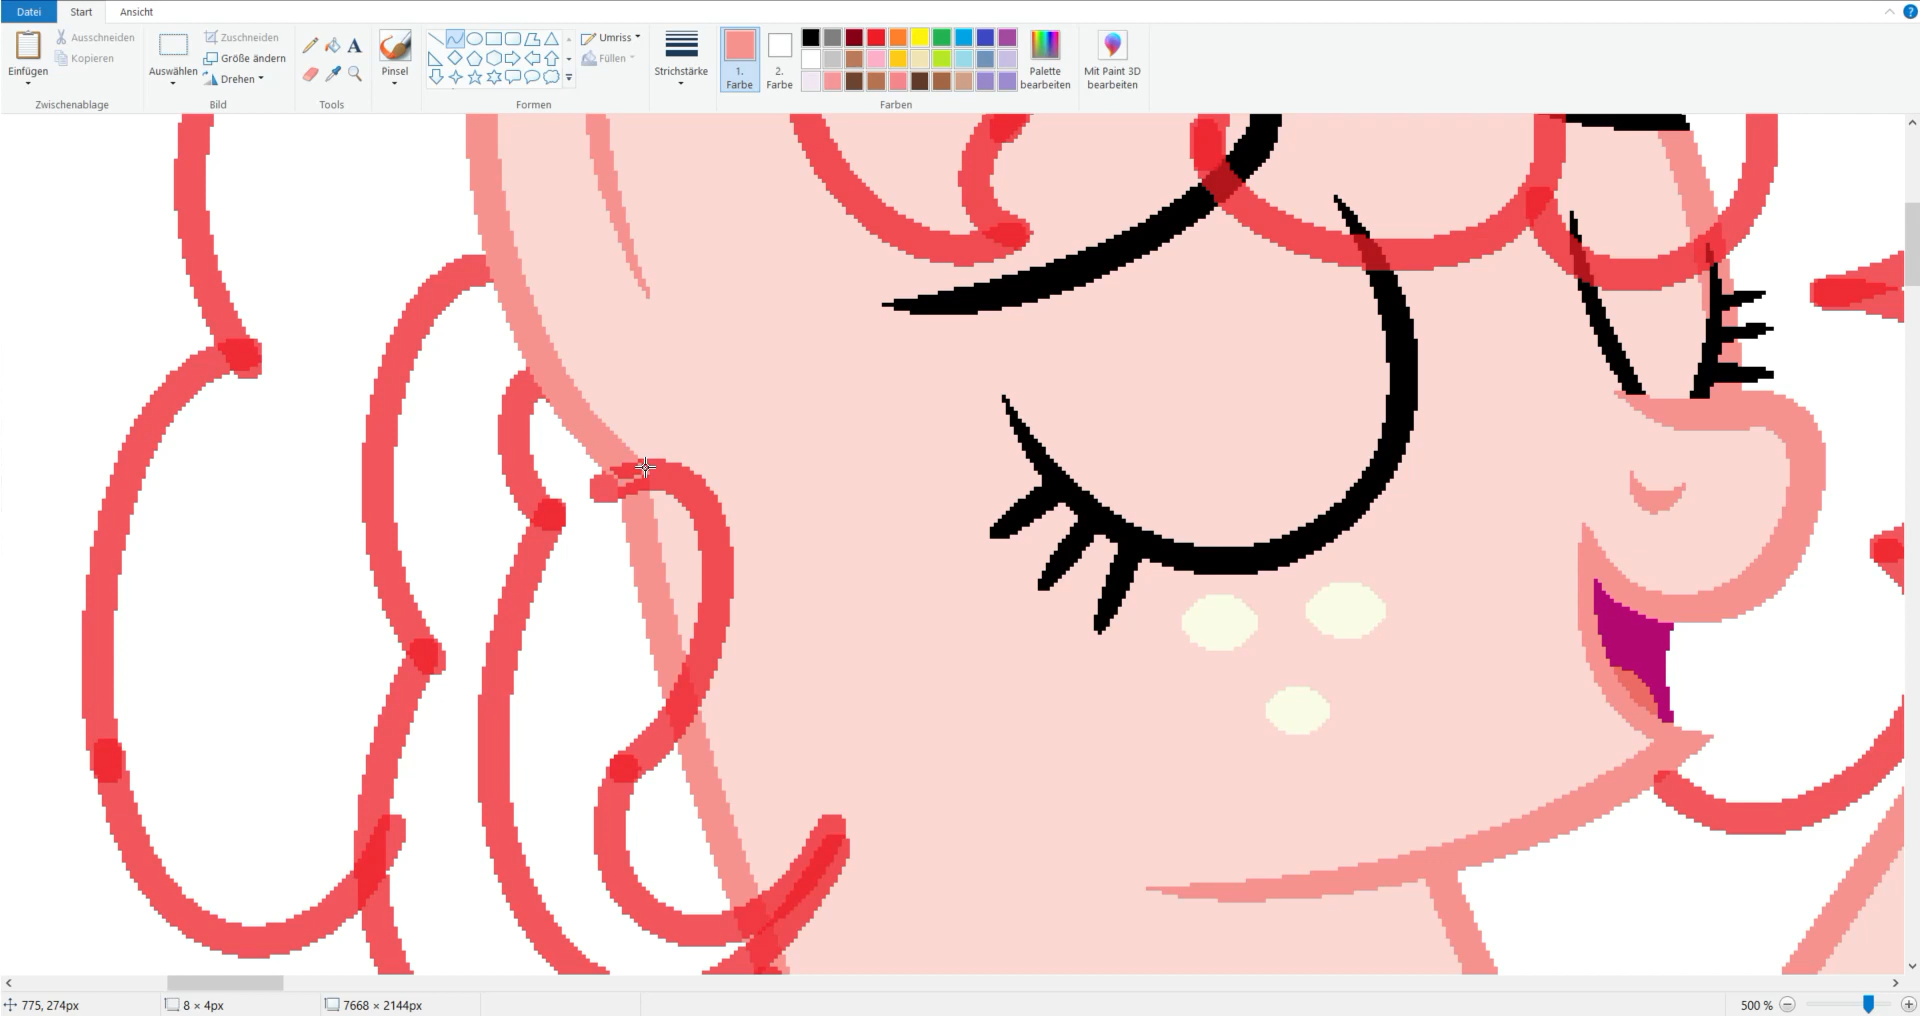 Datei
Start
Ansicht
Einfügen
Ausschneiden
Kopieren
Zwischenablage
Auswählen
Zuschneiden
Größe ändern
Drehen
Bild
A
Tools
Pinsel
Umriss
Füllen
Formen
Strichstärke
1.
Farbe
2.
Farbe
Farben
Palette
bearbeiten
Mit Paint 3D
bearbeiten
?
775, 274px
8 × 4px
7668 × 2144px
500 %